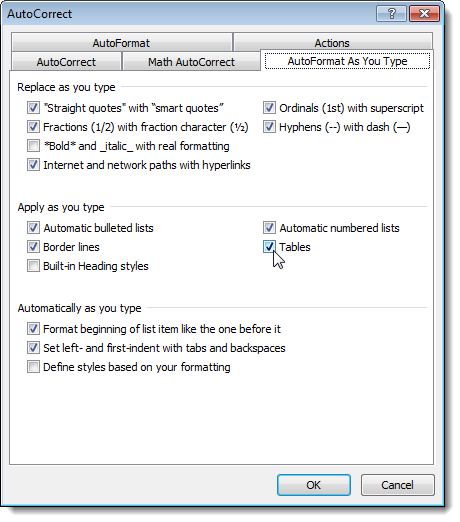 AutoCorrect
AutoFormat Actions
AutoCorrect Math AutoCorrect AutoFormat As You Type
Replace as you type
"Straight quotes" with “smart quotes” Ordinals (1st) with superscript
Fractions (1/2) with fraction character (½) Hyphens (--) with dash (—)
*Bold* and _italic_ with real formatting
Internet and network paths with hyperlinks
Apply as you type
Automatic bulleted lists Automatic numbered lists
Border lines Tables
Built-in Heading styles
Automatically as you type
Format beginning of list item like the one before it
Set left- and first-indent with tabs and backspaces
Define styles based on your formatting
OK Cancel